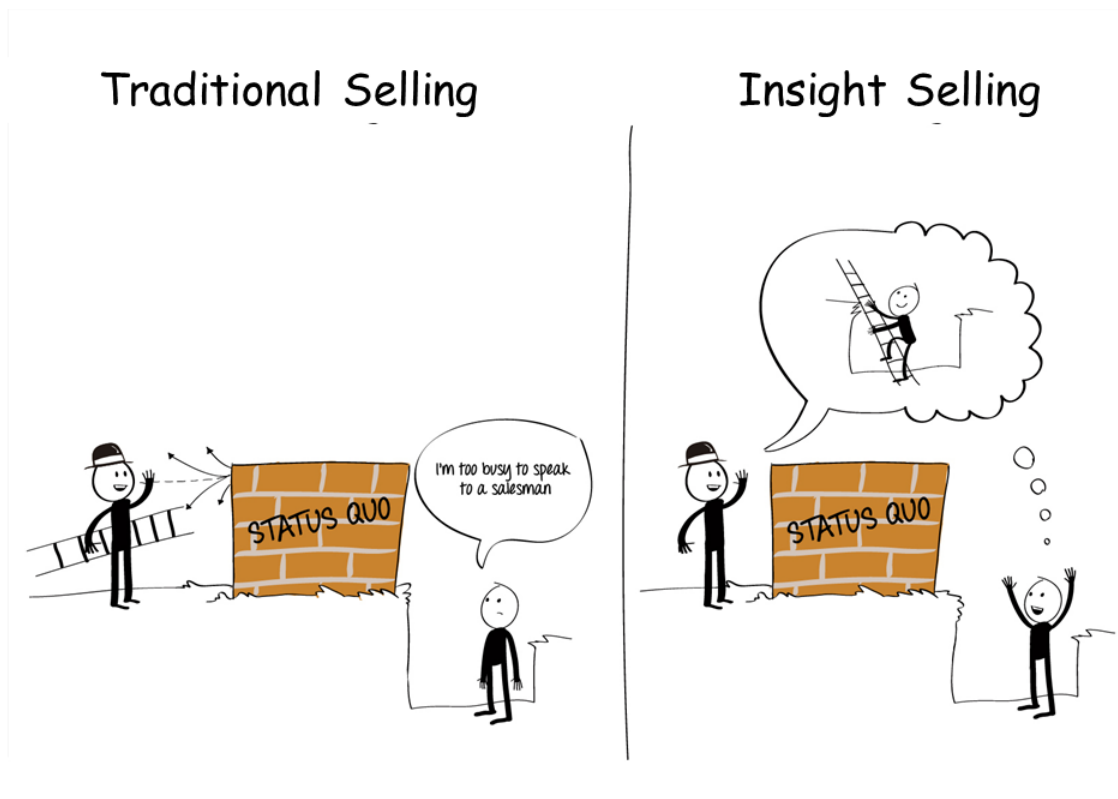 Traditional Selling
Insight Selling
I'm too busy to speak
to a salesman
STATUS QUO
STATUS QUO